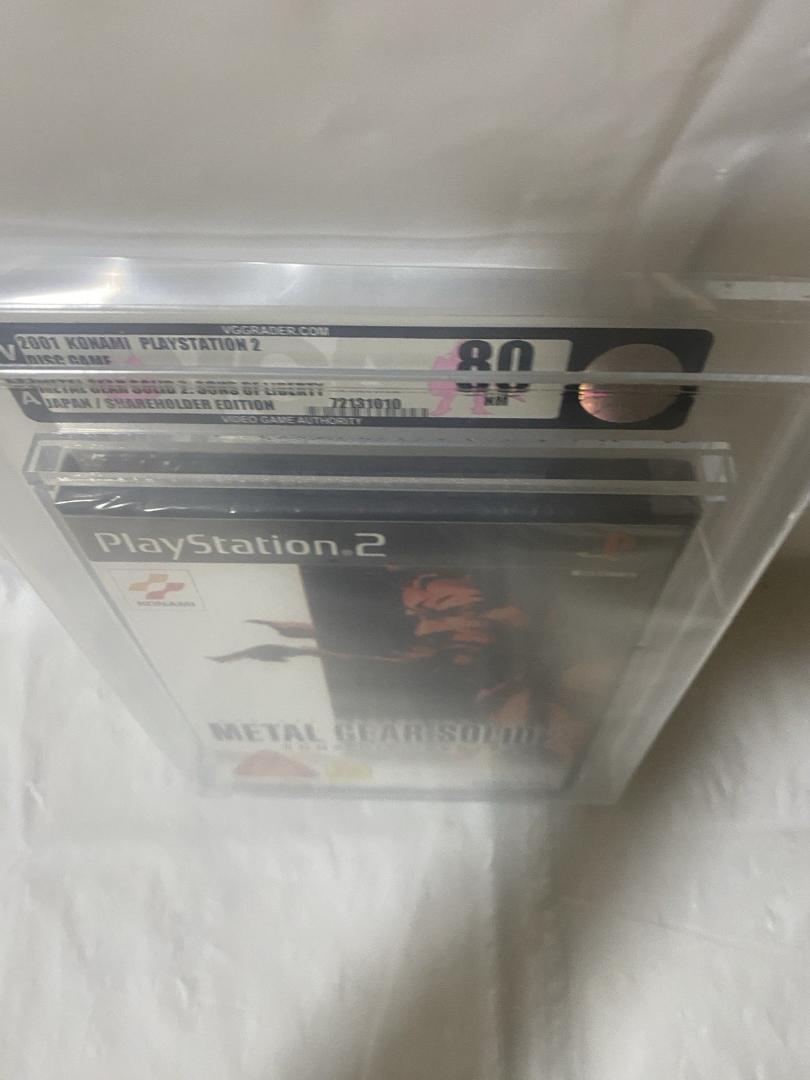 VGGRADER.COM
2001 KONAMI PLAYSTATION 2
DISC GAME
80
NM
METAL GEAR SOLID 2: SONS OF LIBERTY
JAPAN / SHAREHOLDER EDITION
72131010
V
A
VIDEO GAME AUTHORITY
PlayStation.2
KONAMI
METAL GEAR SOLID